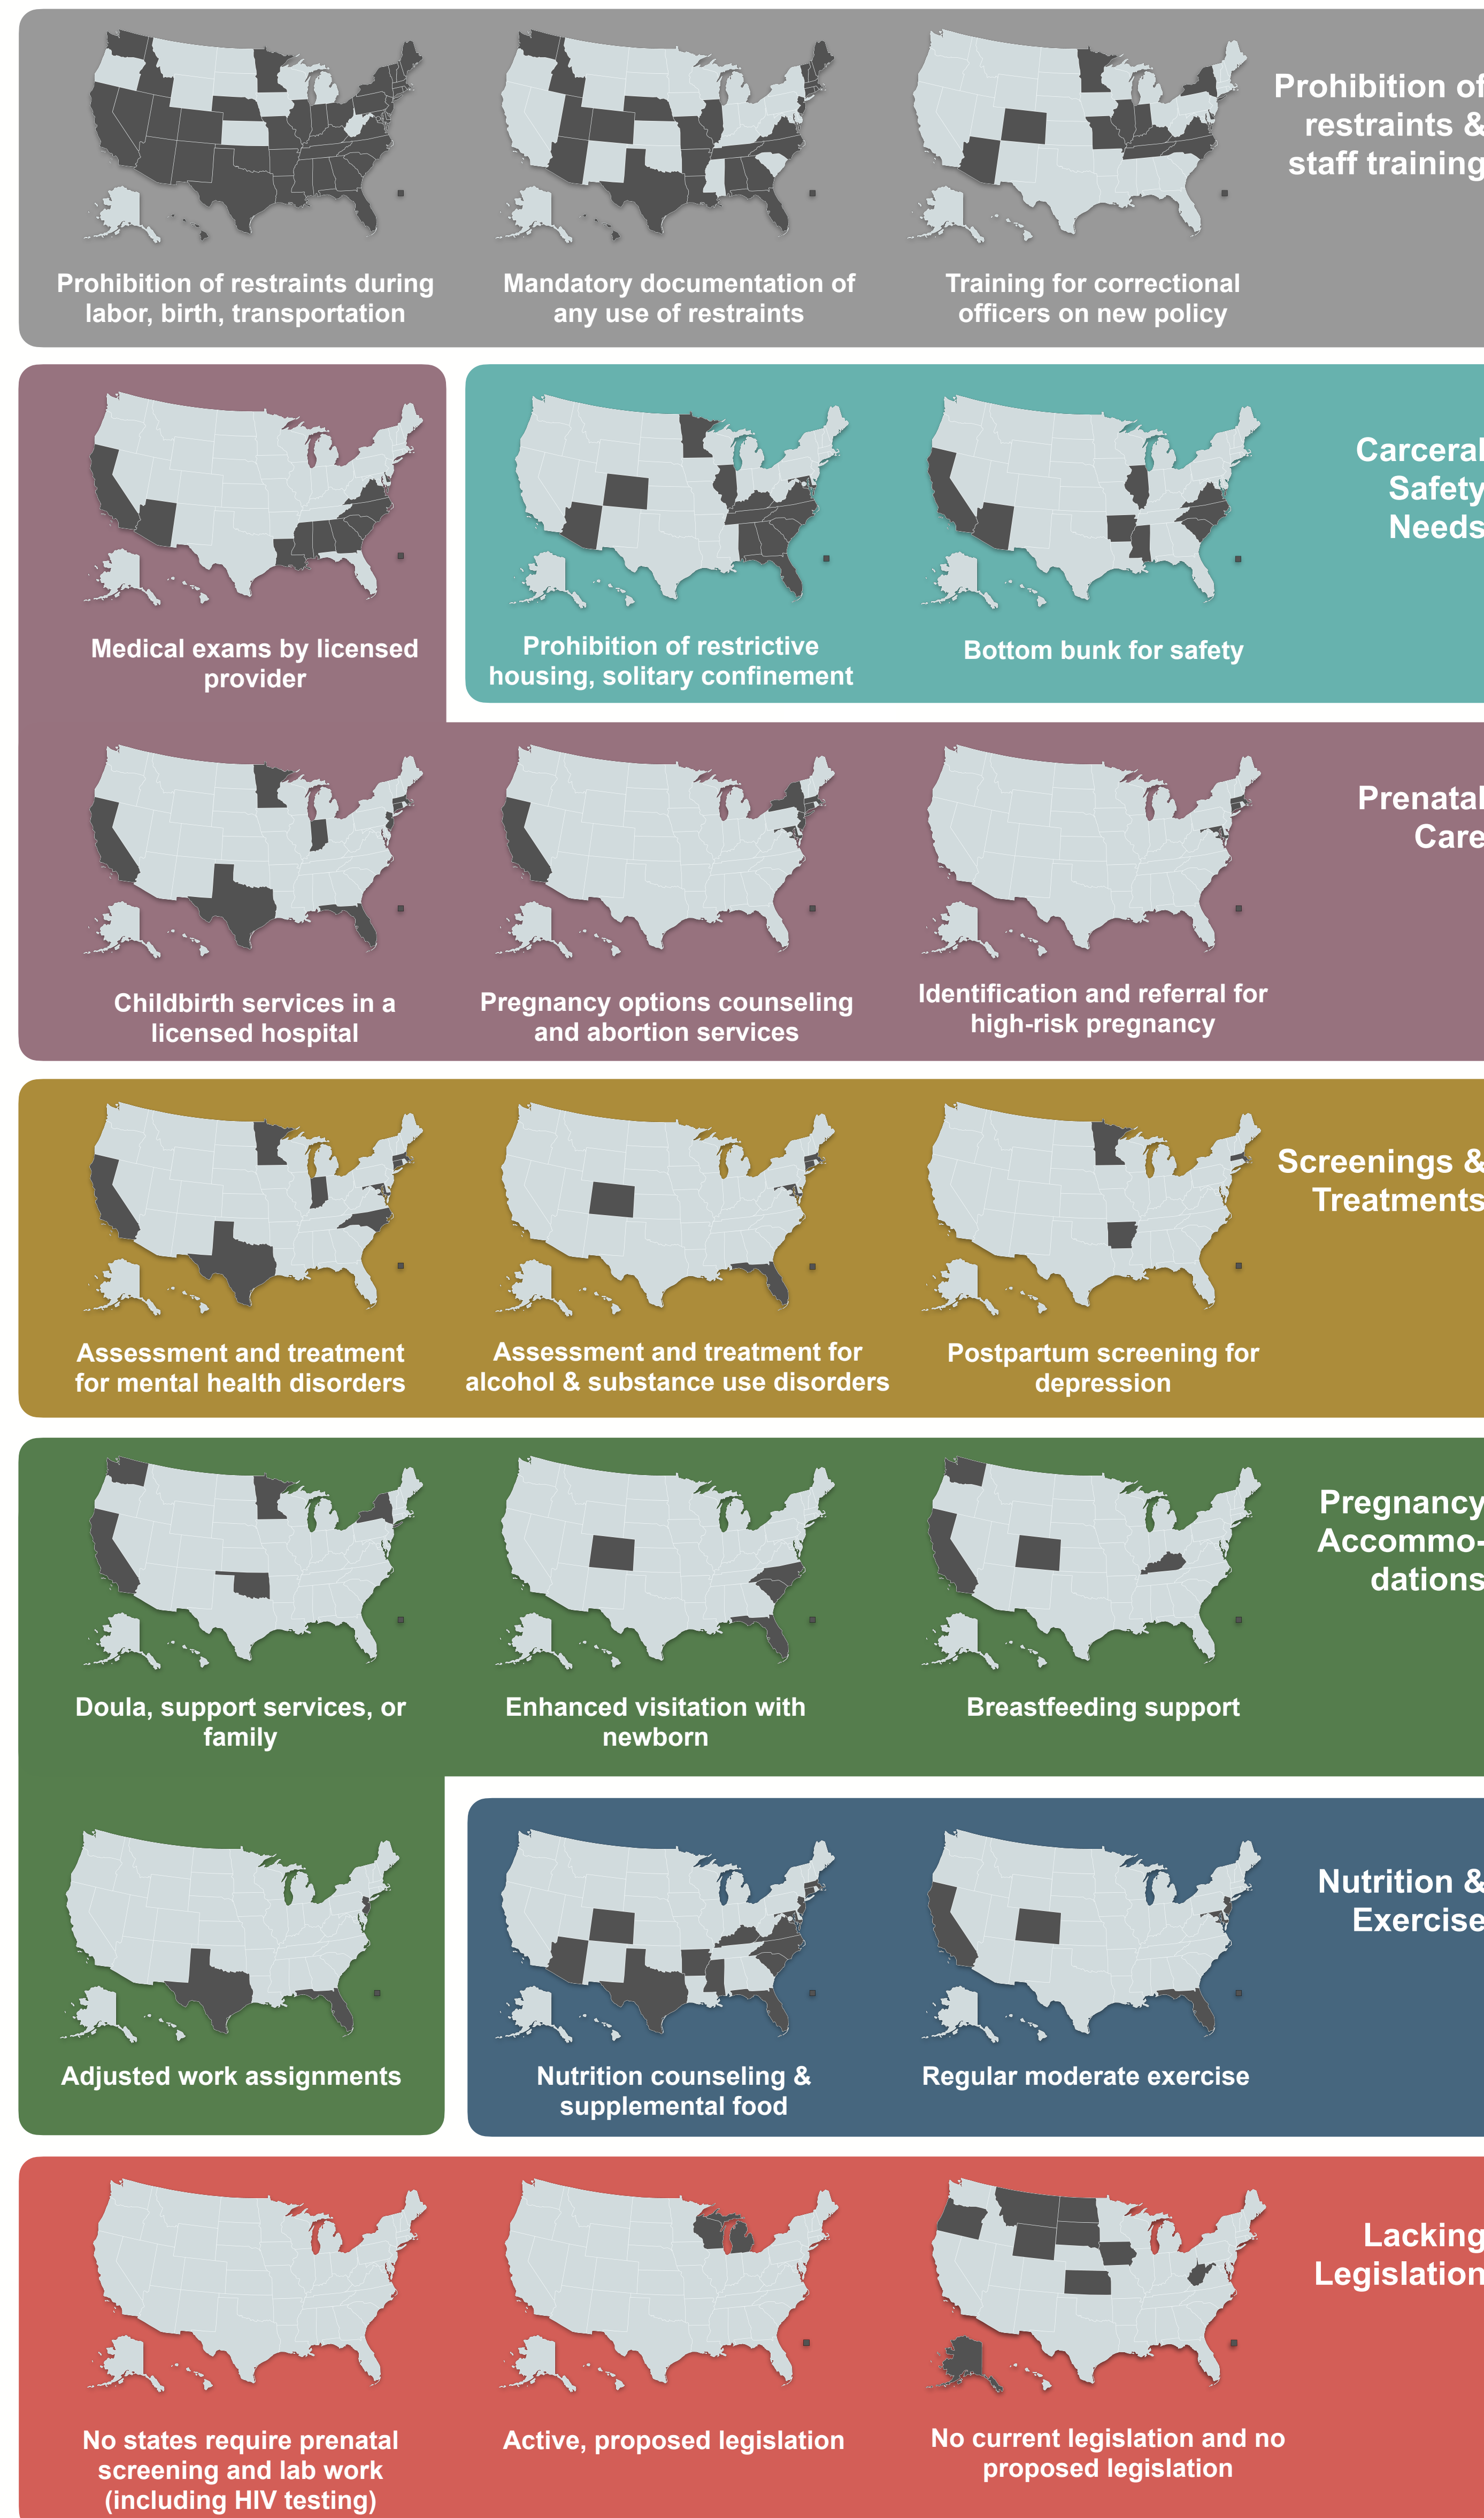 Prohibition of
restraints &
staff training
Prohibition of restraints during
labor, birth, transportation
Mandatory documentation of
any use of restraints
Training for correctional
officers on new policy
Medical exams by licensed
provider
Carceral
Safety
Needs
Prohibition of restrictive
housing, solitary confinement
Bottom bunk for safety
Prenatal
Care
Childbirth services in a
licensed hospital
Pregnancy options counseling
and abortion services
Identification and referral for
high-risk pregnancy
Screenings &
Treatments
Assessment and treatment
for mental health disorders
Assessment and treatment for
alcohol & substance use disorders
Postpartum screening for
depression
Pregnancy
Accommo-
dations
Doula, support services, or
family
Enhanced visitation with
newborn
Breastfeeding support
Adjusted work assignments
Nutrition &
Exercise
Nutrition counseling &
supplemental food
Regular moderate exercise
Lacking
Legislation
No states require prenatal
screening and lab work
(including HIV testing)
Active, proposed legislation
No current legislation and no
proposed legislation